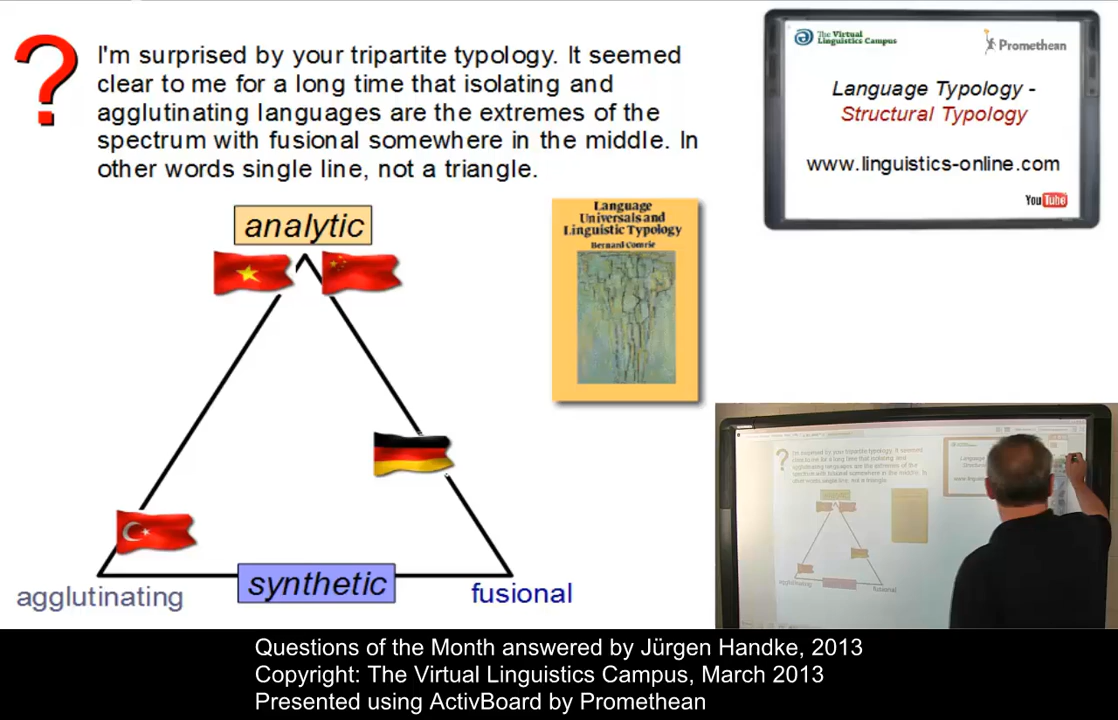 I'm surprised by your tripartite typology. It seemed
clear to me for a long time that isolating and
agglutinating languages are the extremes of the
spectrum with fusional somewhere in the middle. In
other words single line, not a triangle.
The Virtual
Linguistics Campus
Promethean
Language Typology -
Structural Typology
www.linguistics-online.com
YouTube
analytic
Language
Universals and
Linguistic Typology
Bernard Comrie
agglutinating
synthetic
fusional
Questions of the Month answered by Jürgen Handke, 2013
Copyright: The Virtual Linguistics Campus, March 2013
Presented using ActivBoard by Promethean